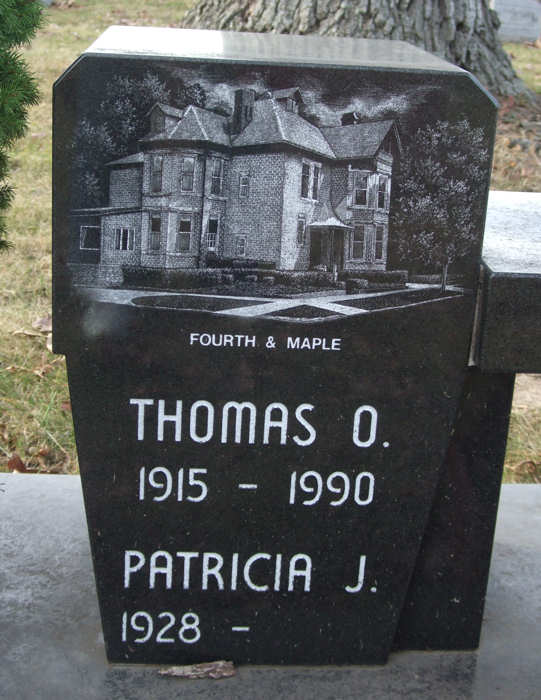 FOURTH & MAPLE
THOMAS O.
1915 - 1990
PATRICIA J.
1928 -